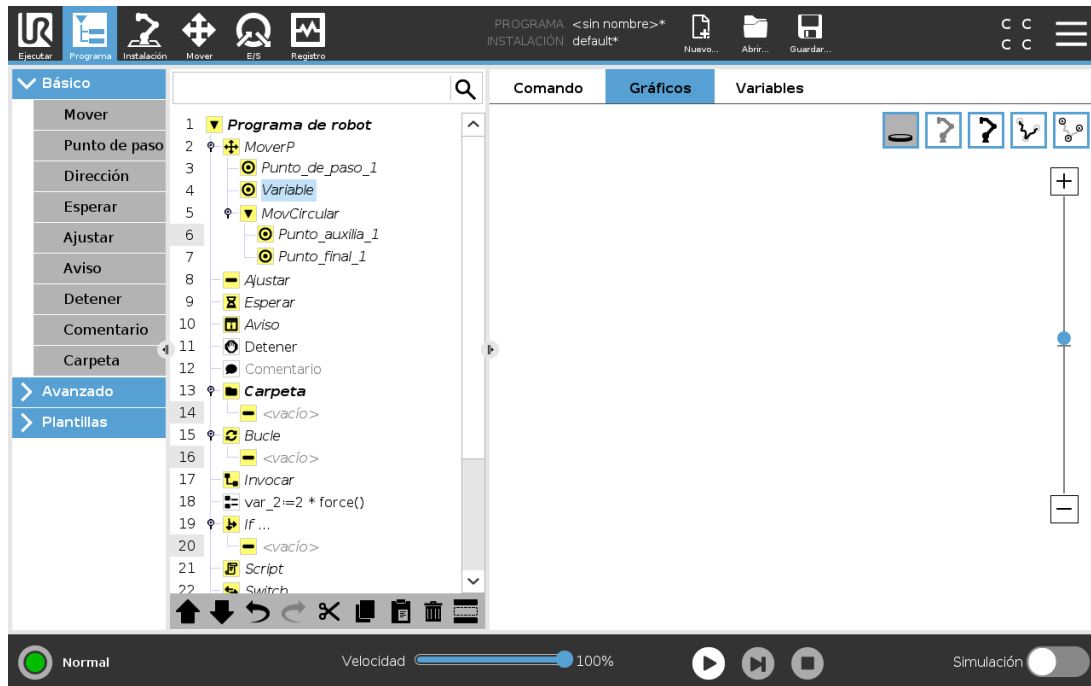 PROGRAMA <sin nombre>*
INSTALACIÓN default*
C C
C C
Ejecutar Programa Instalación Mover E/S Registro
Nuevo... Abrir... Guardar...
Básico
Mover
Punto de paso
Dirección
Esperar
Ajustar
Aviso
Detener
Comentario
Carpeta
Avanzado
Plantillas
1 Programa de robot
2 MoverP
3 Punto_de_paso_1
4 Variable
5 MovCircular
6 Punto_auxilia_1
7 Punto_final_1
8 Ajustar
9 Esperar
10 Aviso
11 Detener
12 Comentario
13 Carpeta
14 <vacío>
15 Bucle
16 <vacío>
17 Invocar
18 var_2:=2 * force()
19 If ...
20 <vacío>
21 Script
22 Switch
Comando Gráficos Variables
Normal
Velocidad 100%
Simulación